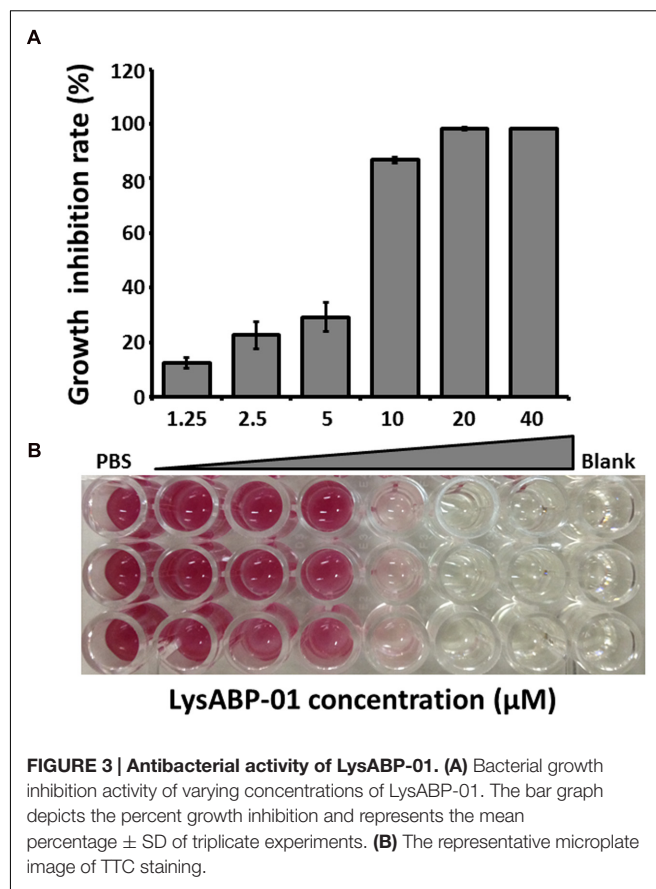 A
Growth inhibition rate (%)
120
100
80
60
40
20
0
1.25 2.5 5 10 20 40
B
PBS Blank
LysABP-01 concentration (µM)
FIGURE 3 | Antibacterial activity of LysABP-01. (A) Bacterial growth
inhibition activity of varying concentrations of LysABP-01. The bar graph
depicts the percent growth inhibition and represents the mean
percentage ± SD of triplicate experiments. (B) The representative microplate
image of TTC staining.